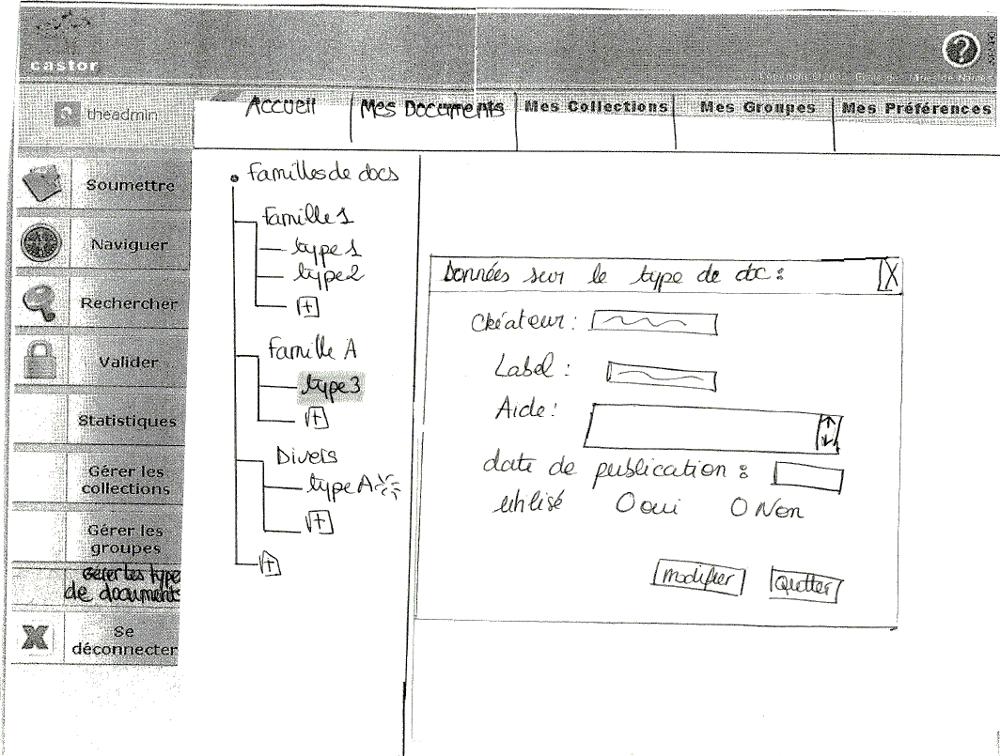 castor
?
theadmin
Accueil
Mes Documents
Mes Collections
Mes Groupes
Mes Préférences
Soumettre
Naviguer
Rechercher
Valider
Statistiques
Gérer les
collections
Gérer les
groupes
Gérer les type
de documents
Se
déconnecter
Familles de docs
Famille 1
type 1
type 2
+
Famille A
type 3
+
Divers
type A
+
+
Données sur le type de doc :
X
Créateur :
Label :
Aide :
date de publication :
utilisé O oui O Non
modifier
Quitter